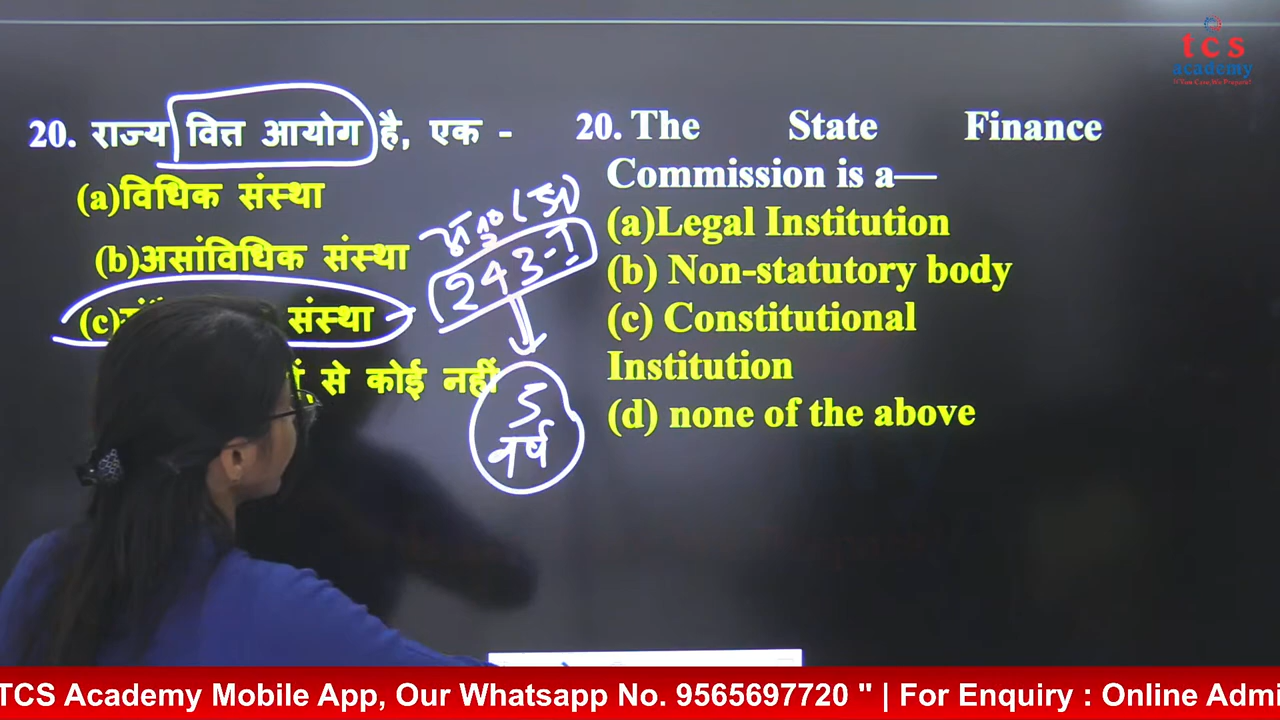 tcs
academy
20. राज्य वित्त आयोग है, एक -
(a)विधिक संस्था
(b)असांविधिक संस्था
(c) संस्था
से कोई नहीं
243-I
5
वर्ष
20. The State Finance
Commission is a—
(a)Legal Institution
(b) Non-statutory body
(c) Constitutional
Institution
(d) none of the above
TCS Academy Mobile App, Our Whatsapp No. 9565697720 " | For Enquiry : Online Admi